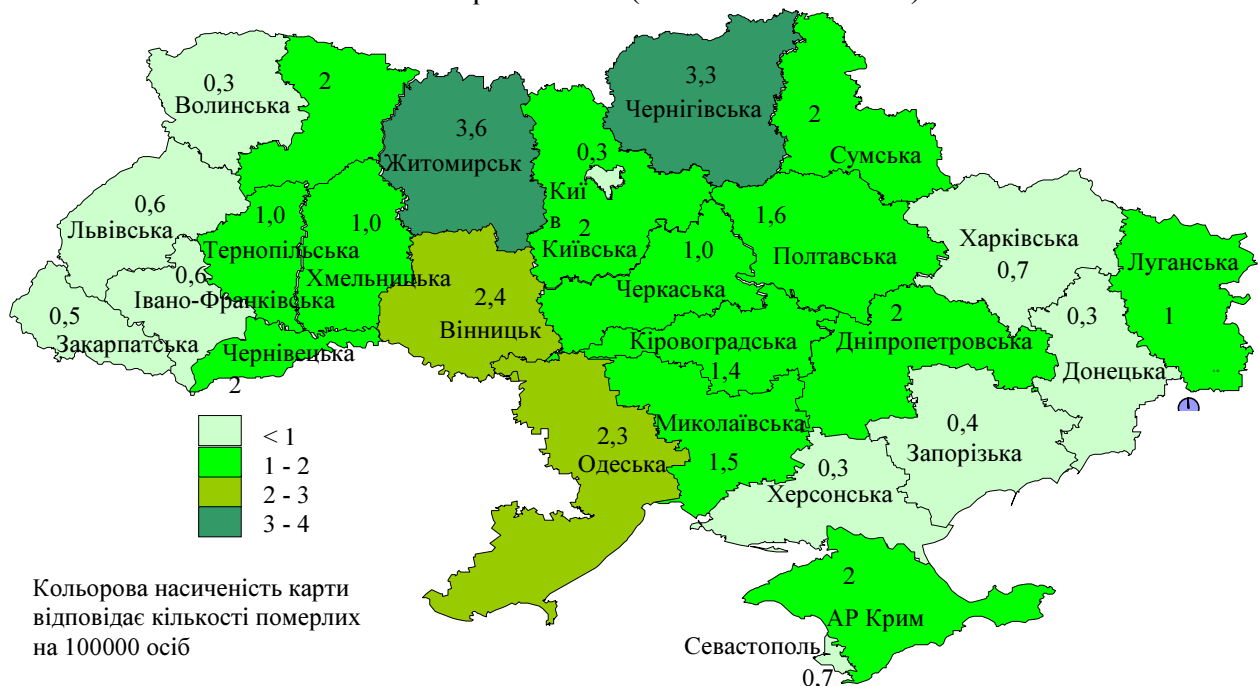 0,3
Волинська
2
3,6
Житомирськ
3,3
Чернігівська
2
Сумська
0,3
Киї
в
2
Київська
0,6
Львівська
1,0
Тернопільська
1,0
Хмельницька
0,6
Івано-Франківська
0,5
Закарпатська
Чернівецька
2
2,4
Вінницьк
1,0
Черкаська
1,6
Полтавська
Харківська
0,7
Луганська
1
0,3
Донецька
2
Дніпропетровська
Кіровоградська
1,4
Миколаївська
1,5
2,3
Одеська
0,4
Запорізька
0,3
Херсонська
2
АР Крим
Севастополь
0,7
< 1
1 - 2
2 - 3
3 - 4
Кольорова насиченість карти
відповідає кількості померлих
на 100000 осіб